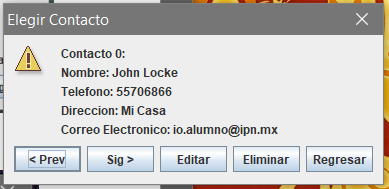 Elegir Contacto
Contacto 0:
Nombre: John Locke
Telefono: 55706866
Direccion: Mi Casa
Correo Electronico: io.alumno@ipn.mx
< Prev Sig > Editar Eliminar Regresar